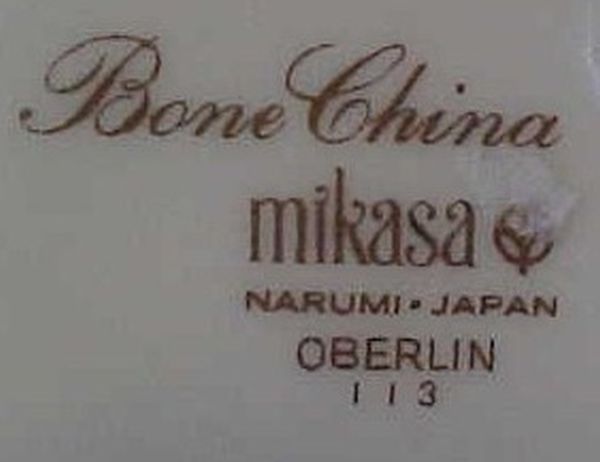 Bone China
mikasa
NARUMI • JAPAN
OBERLIN
113